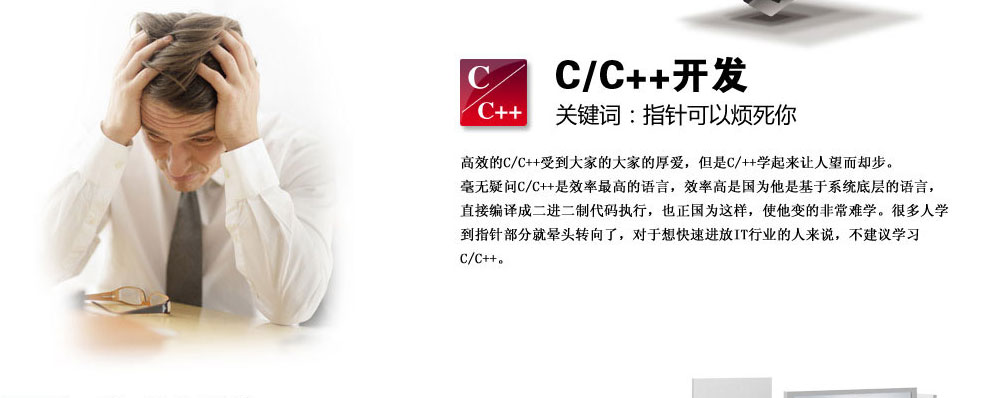 C
C++
C/C++开发
关键词：指针可以烦死你
高效的C/C++受到大家的大家的厚爱，但是C/++学起来让人望而却步。
毫无疑问C/C++是效率最高的语言，效率高是国为他是基于系统底层的语言，
直接编译成二进二制代码执行，也正国为这样，使他变的非常难学。很多人学
到指针部分就晕头转向了，对于想快速进放IT行业的人来说，不建议学习
C/C++。